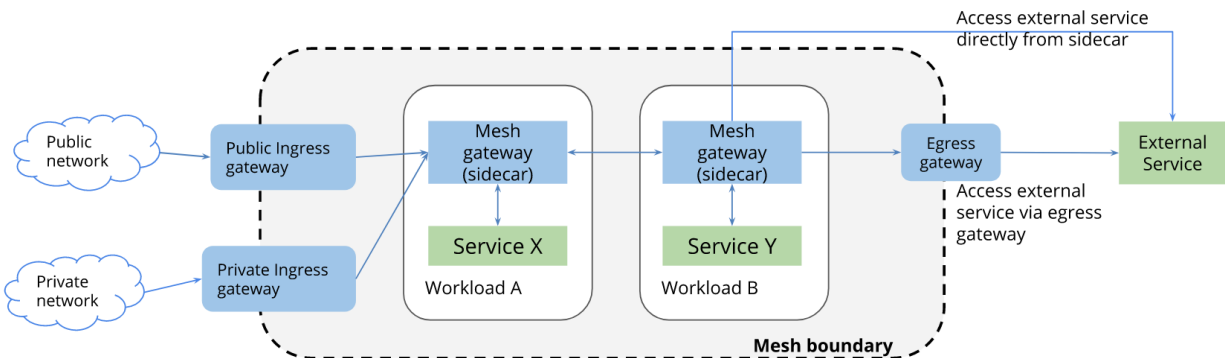 Access external service
directly from sidecar
Public
network
Public Ingress
gateway
Mesh
gateway
(sidecar)
Mesh
gateway
(sidecar)
Egress
gateway
External
Service
Access external
service via egress
gateway
Service X
Service Y
Private
network
Private Ingress
gateway
Workload A
Workload B
Mesh boundary